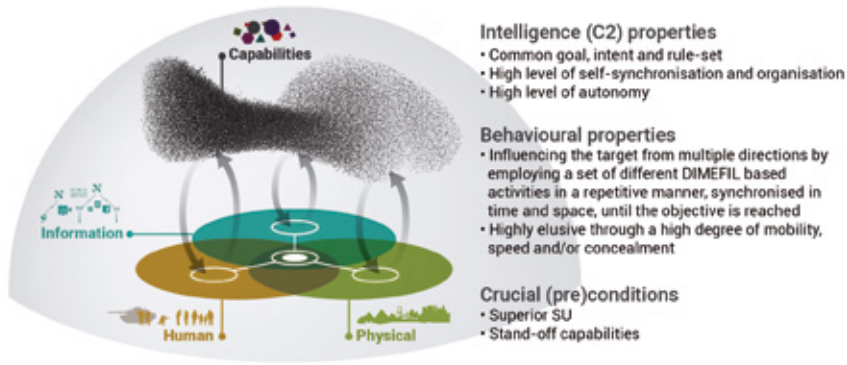 Capabilities
Information
Human
Physical
Intelligence (C2) properties
• Common goal, intent and rule-set
• High level of self-synchronisation and organisation
• High level of autonomy
Behavioural properties
• Influencing the target from multiple directions by
employing a set of different DIMEFIL based
activities in a repetitive manner, synchronised in
time and space, until the objective is reached
• Highly elusive through a high degree of mobility,
speed and/or concealment
Crucial (pre)conditions
• Superior SU
• Stand-off capabilities